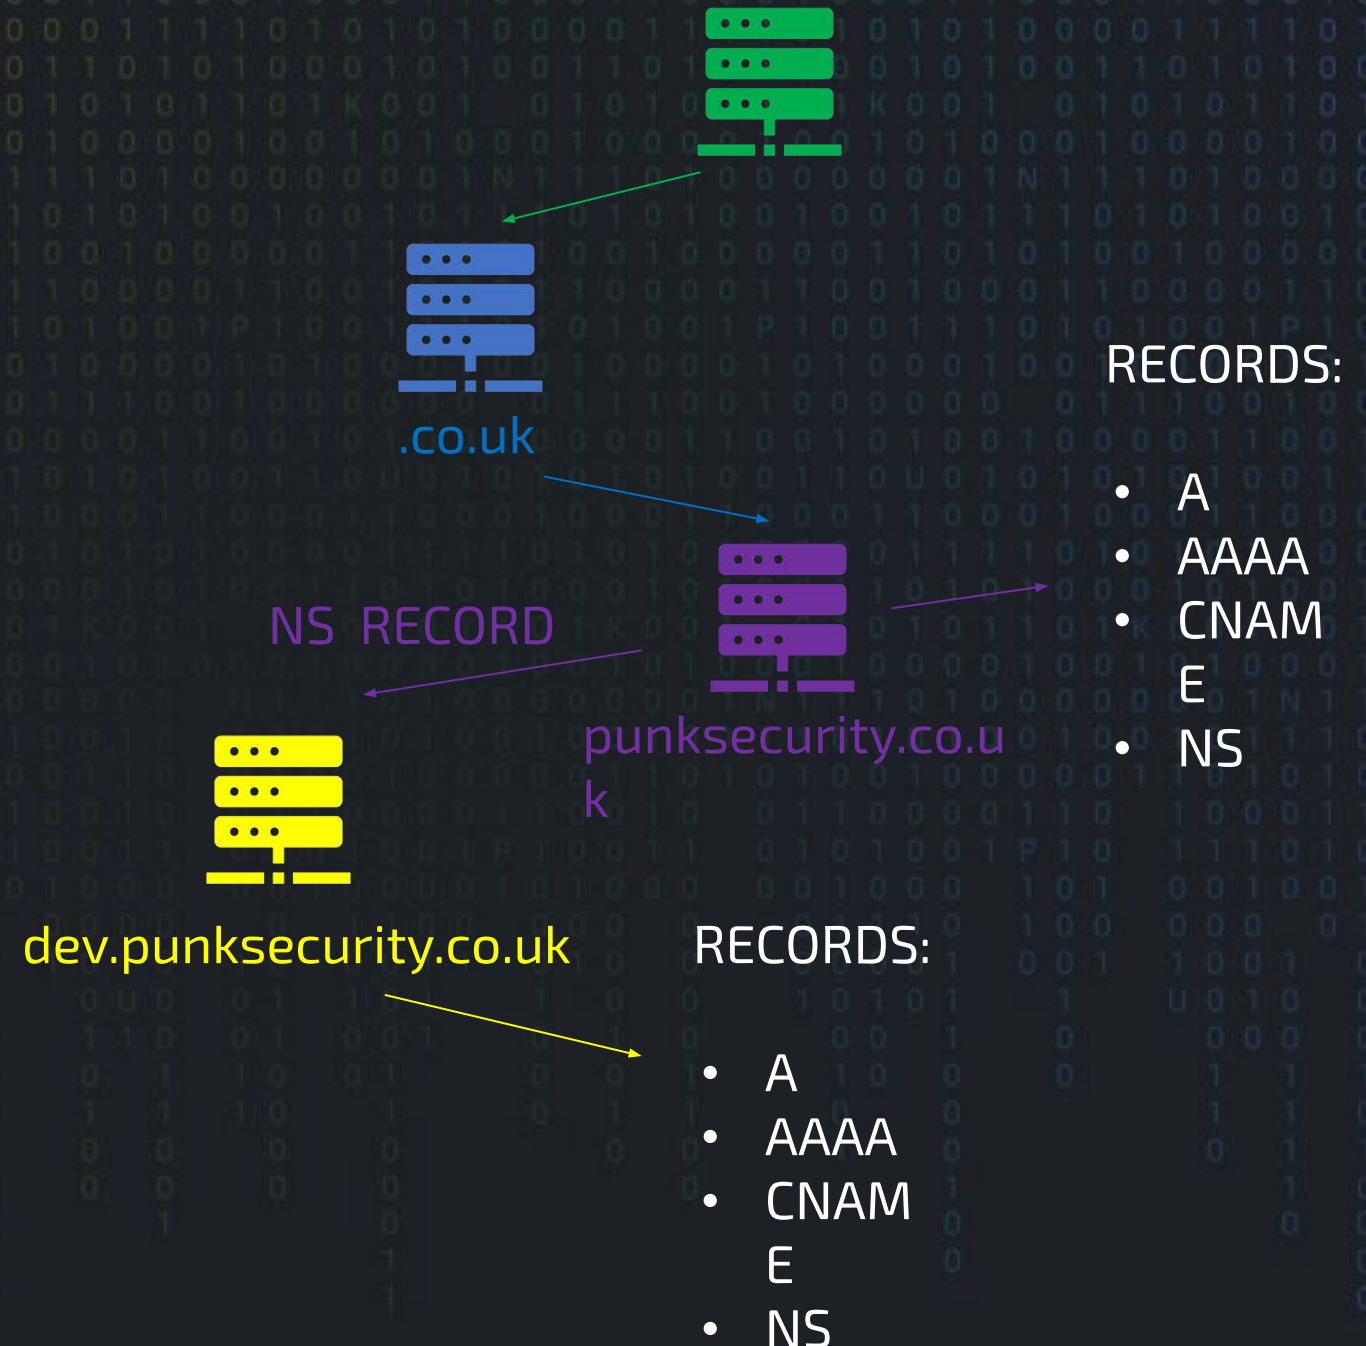 .co.uk
RECORDS:
• A
• AAAA
• CNAM
E
• NS
NS RECORD
punksecurity.co.u
k
dev.punksecurity.co.uk
RECORDS:
• A
• AAAA
• CNAM
E
• NS